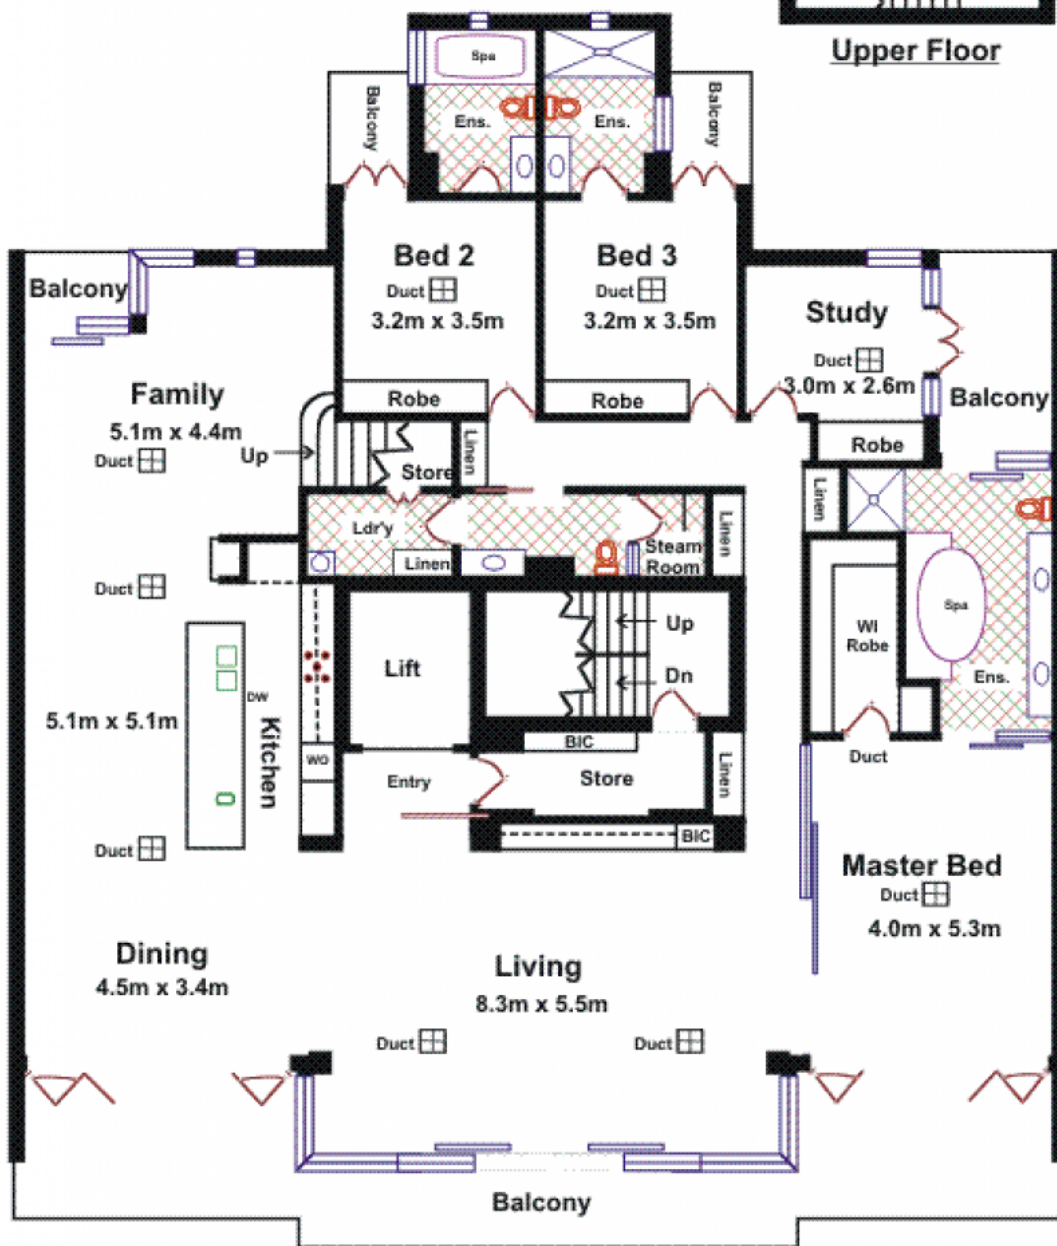 Upper Floor
Spa
Balcony
Ens.
Ens.
Balcony
Bed 2
Duct
3.2m x 3.5m
Bed 3
Duct
3.2m x 3.5m
Balcony
Study
Duct
3.0m x 2.6m
Family
5.1m x 4.4m
Duct
Up
Robe
Robe
Balcony
Robe
Store
Linen
Linen
Ldr'y
Linen
Steam
Room
Linen
Duct
Lift
Up
Dn
WI
Robe
Spa
Ens.
5.1m x 5.1m
DW
Kitchen
WO
BIC
Entry
Store
Linen
Duct
BIC
Duct
Master Bed
Duct
4.0m x 5.3m
Dining
4.5m x 3.4m
Living
8.3m x 5.5m
Duct
Duct
Balcony